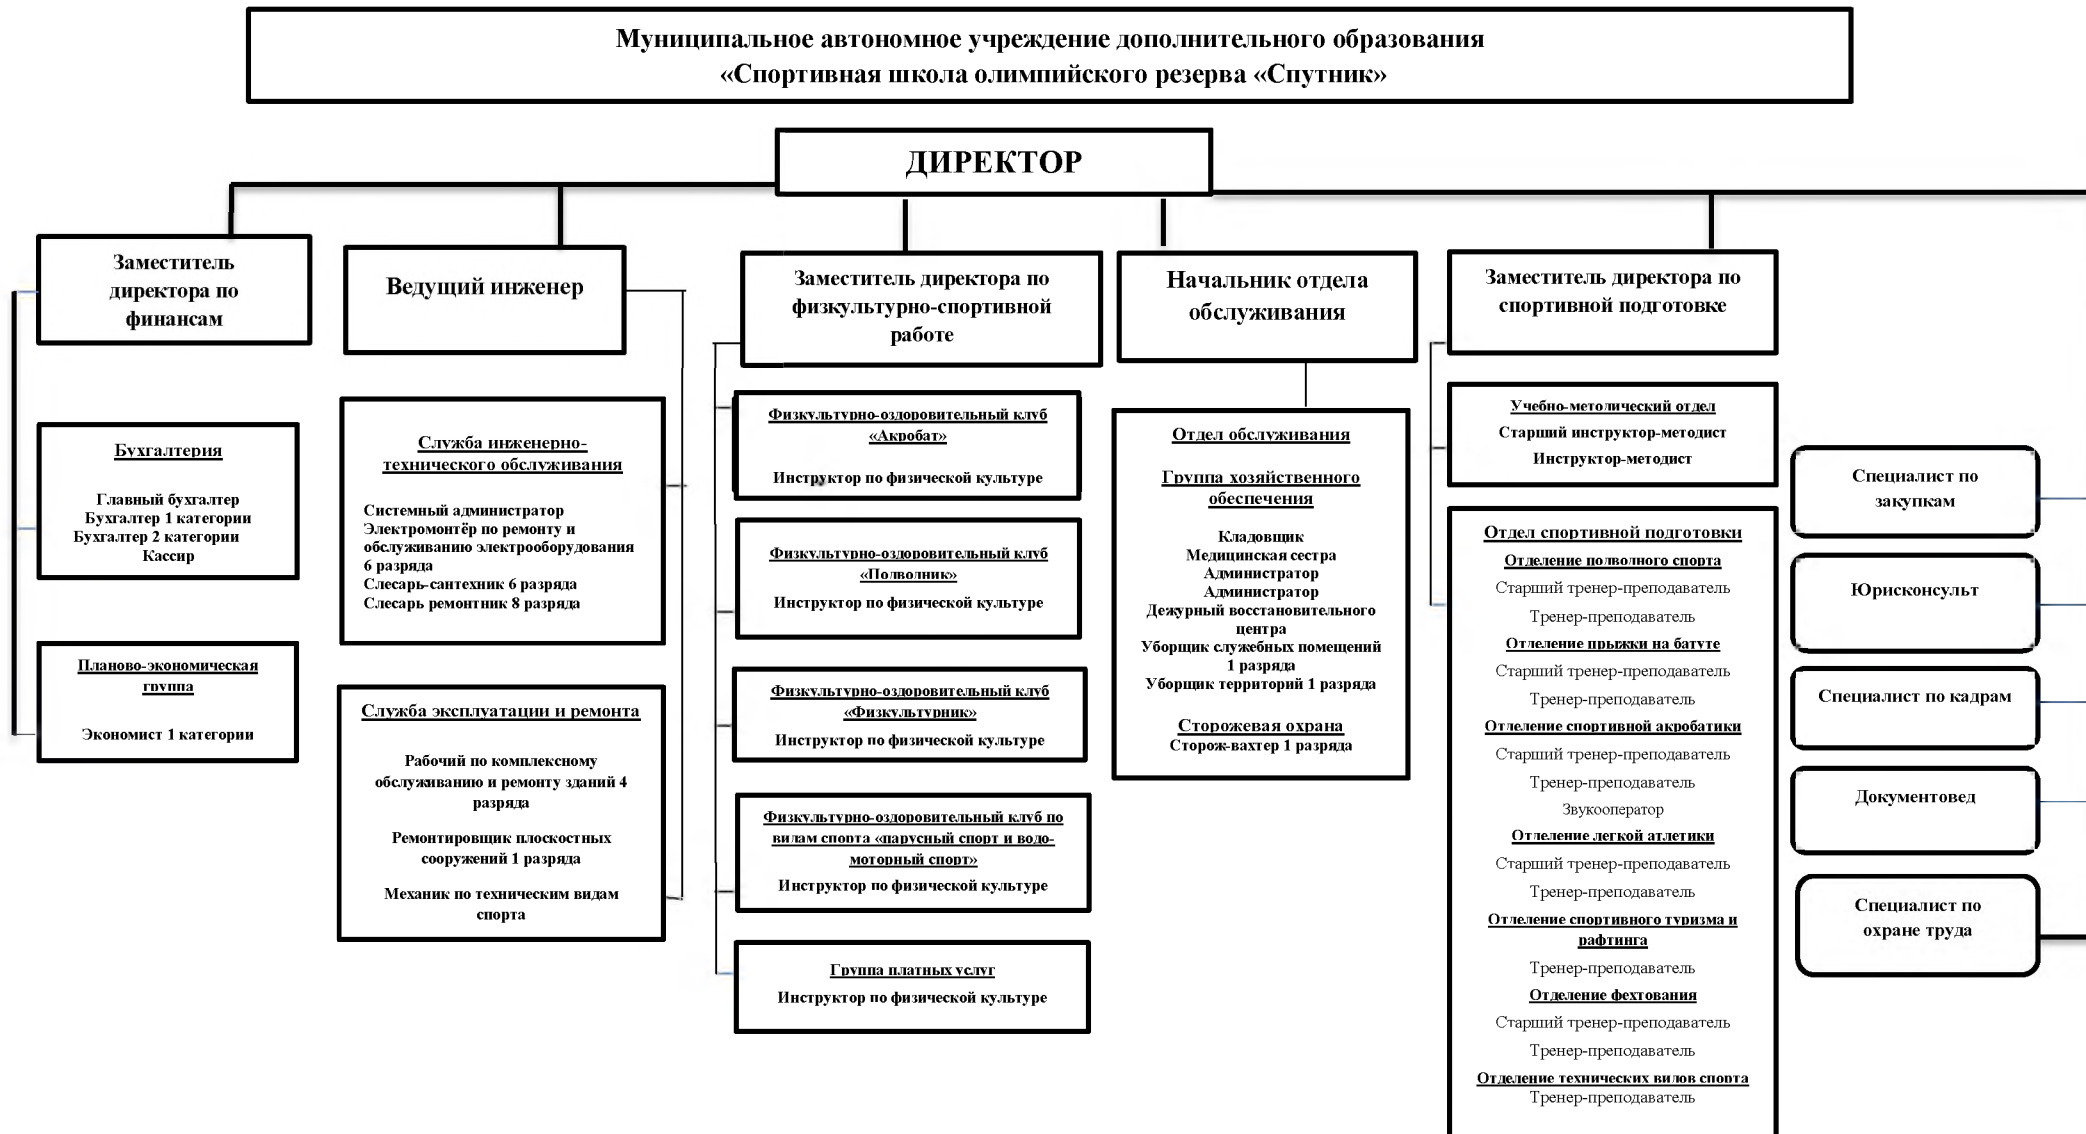 Муниципальное автономное учреждение дополнительного образования
«Спортивная школа олимпийского резерва «Спутник»
ДИРЕКТОР
Заместитель
директора по
финансам
Бухгалтерия
Главный бухгалтер
Бухгалтер 1 категории
Бухгалтер 2 категории
Кассир
Планово-экономическая
группа
Экономист 1 категории
Ведущий инженер
Служба инженерно-
технического обслуживания
Системный администратор
Электромонтёр по ремонту и
обслуживанию электрооборудования
6 разряда
Слесарь-сантехник 6 разряда
Слесарь ремонтник 8 разряда
Служба эксплуатации и ремонта
Рабочий по комплексному
обслуживанию и ремонту зданий 4
разряда
Ремонтировщик плоскостных
сооружений 1 разряда
Механик по техническим видам
спорта
Заместитель директора по
физкультурно-спортивной
работе
Физкультурно-оздоровительный клуб
«Акробат»
Инструктор по физической культуре
Физкультурно-оздоровительный клуб
«Подводник»
Инструктор по физической культуре
Физкультурно-оздоровительный клуб
«Физкультурник»
Инструктор по физической культуре
Физкультурно-оздоровительный клуб по
видам спорта «парусный спорт и водо-
моторный спорт»
Инструктор по физической культуре
Группа платных услуг
Инструктор по физической культуре
Начальник отдела
обслуживания
Отдел обслуживания
Группа хозяйственного
обеспечения
Кладовщик
Медицинская сестра
Администратор
Администратор
Дежурный восстановительного
центра
Уборщик служебных помещений
1 разряда
Уборщик территорий 1 разряда
Сторожевая охрана
Сторож-вахтер 1 разряда
Заместитель директора по
спортивной подготовке
Учебно-методический отдел
Старший инструктор-методист
Инструктор-методист
Отдел спортивной подготовки
Отделение подводного спорта
Старший тренер-преподаватель
Тренер-преподаватель
Отделение прыжки на батуте
Старший тренер-преподаватель
Тренер-преподаватель
Отделение спортивной акробатики
Старший тренер-преподаватель
Тренер-преподаватель
Звукооператор
Отделение легкой атлетики
Старший тренер-преподаватель
Тренер-преподаватель
Отделение спортивного туризма и
рафтинга
Тренер-преподаватель
Отделение фехтования
Старший тренер-преподаватель
Тренер-преподаватель
Отделение технических видов спорта
Тренер-преподаватель
Специалист по
закупкам
Юрисконсульт
Специалист по кадрам
Документовед
Специалист по
охране труда